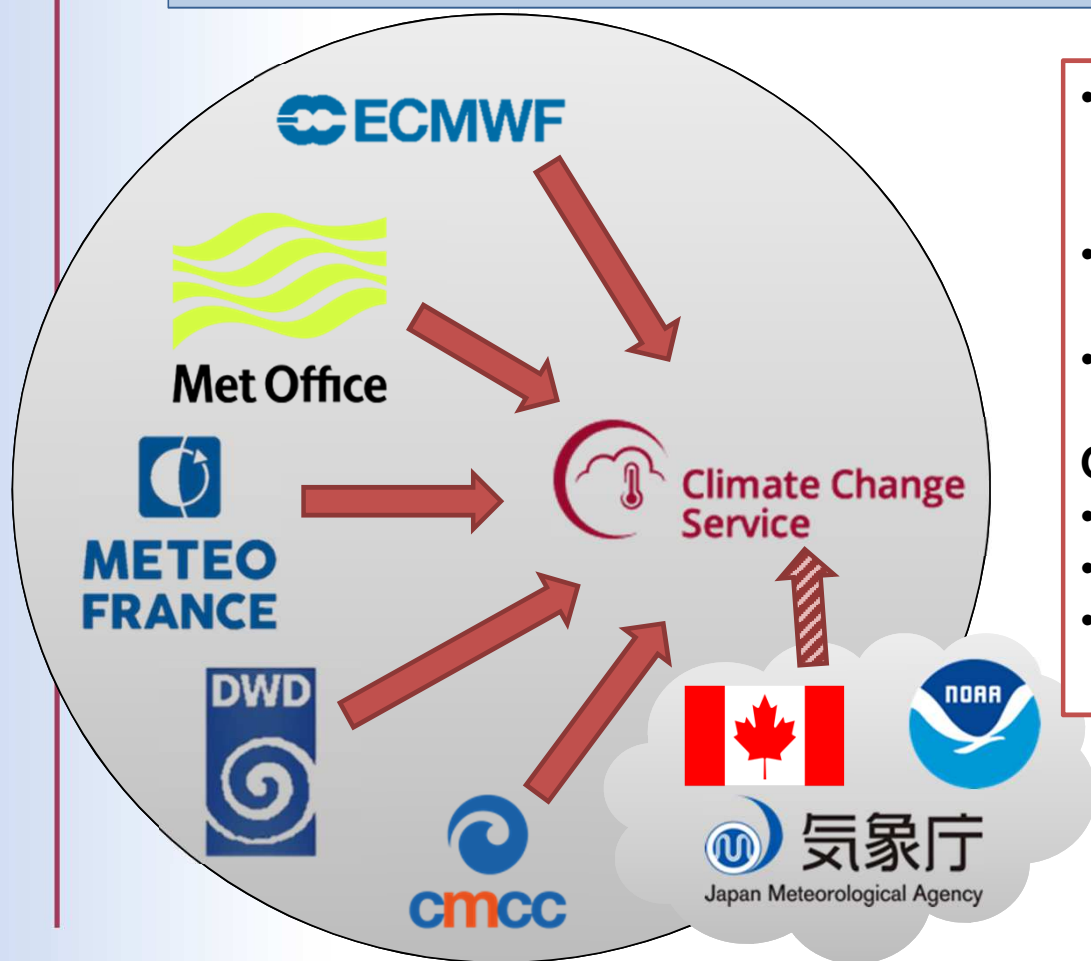 ECMWF
Met Office
METEO
FRANCE
Climate Change
Service
DWD
NOAA
気象庁
Japan Meteorological Agency
cmcc